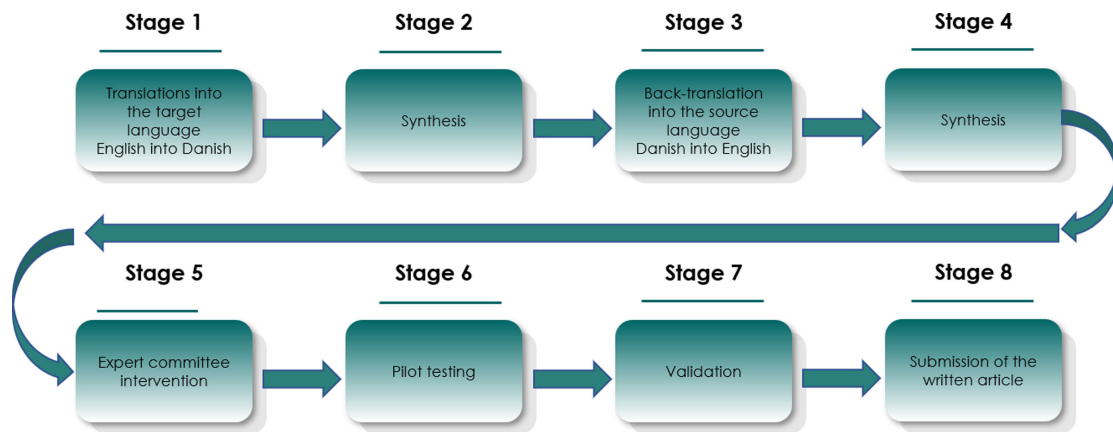 Stage 1
Stage 2
Stage 3
Stage 4
Translations into
the target
language
English into Danish
Synthesis
Back-translation
into the source
language
Danish into English
Synthesis
Stage 5
Stage 6
Stage 7
Stage 8
Expert committee
intervention
Pilot testing
Validation
Submission of the
written article